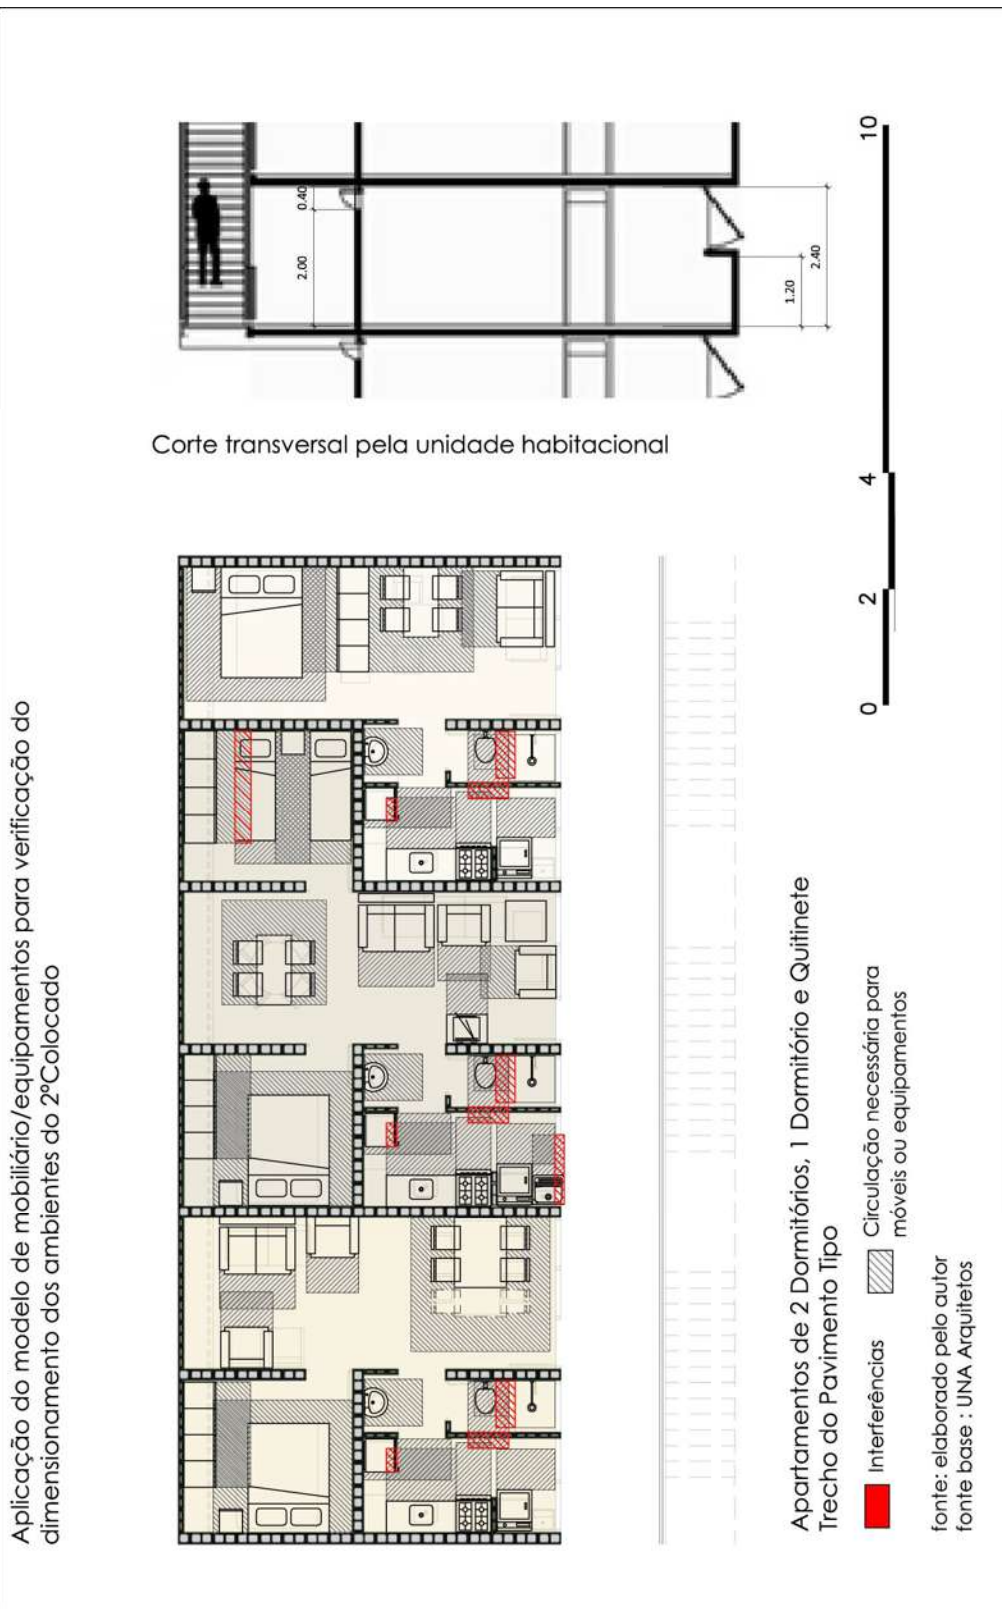 Aplicação do modelo de mobiliário/equipamentos para verificação do
dimensionamento dos ambientes do 2ºColocado
Corte transversal pela unidade habitacional
0.40
2.00
1.20
2.40
0
2
4
10
Apartamentos de 2 Dormitórios, 1 Dormitório e Quitinete
Trecho do Pavimento Tipo
Interferências
Circulação necessária para
móveis ou equipamentos
fonte: elaborado pelo autor
fonte base : UNA Arquitetos